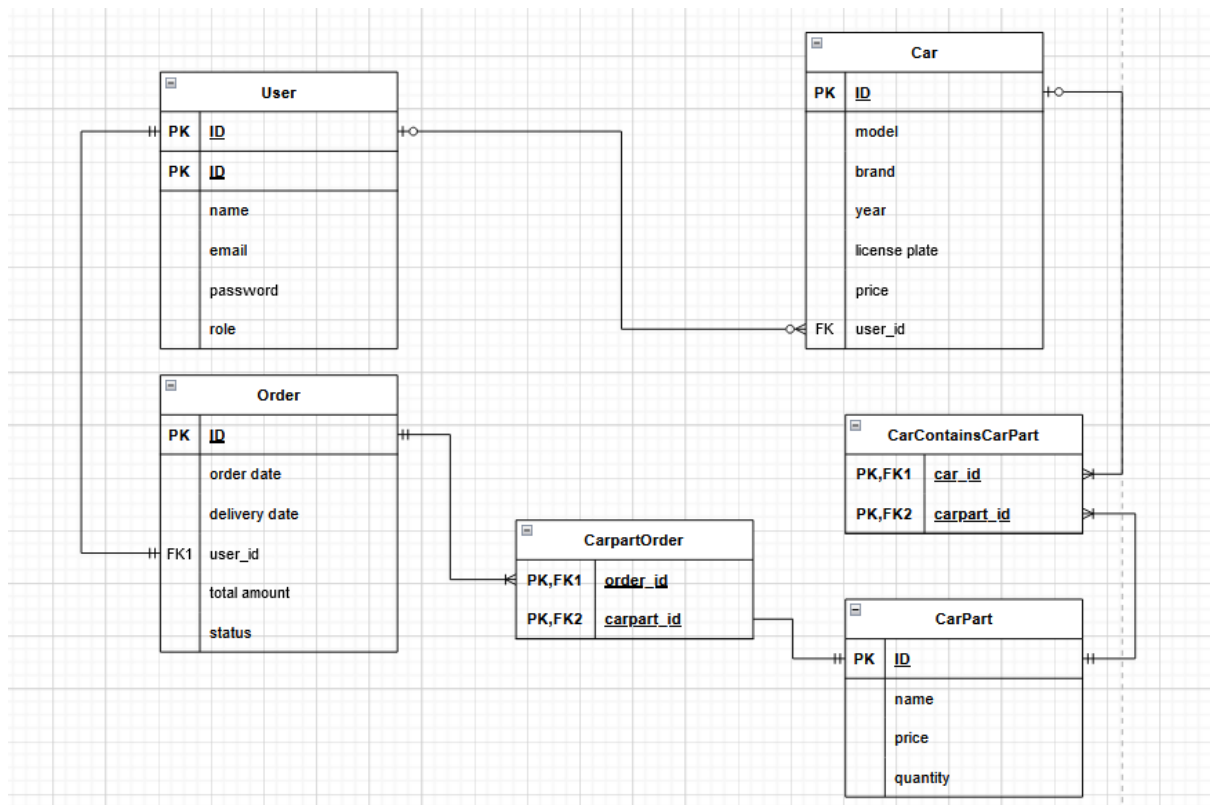 User
PK ID
PK ID
name
email
password
role
Car
PK ID
model
brand
year
license plate
price
FK user_id
Order
PK ID
order date
delivery date
FK1 user_id
total amount
status
CarpartOrder
PK,FK1 order_id
PK,FK2 carpart_id
CarContainsCarPart
PK,FK1 car_id
PK,FK2 carpart_id
CarPart
PK ID
name
price
quantity